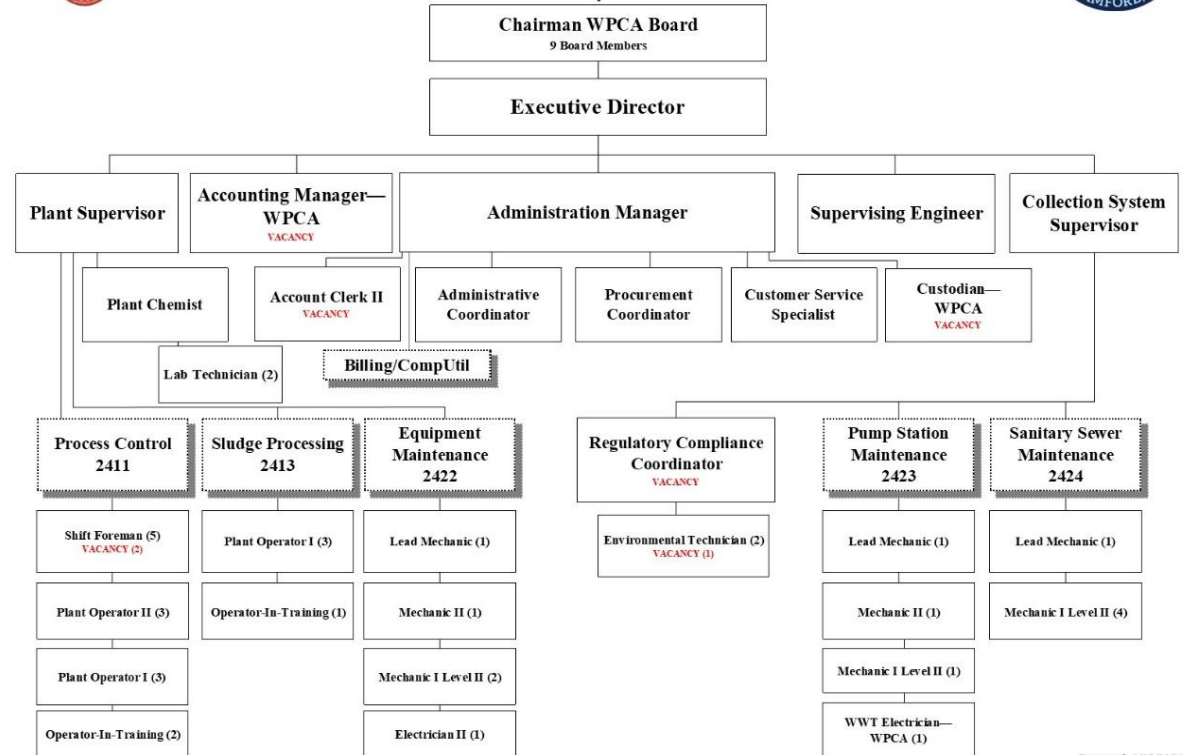 AMFORD
Chairman WPCA Board
9 Board Members
Executive Director
Plant Supervisor
Accounting Manager—
WPCA
VACANCY
Administration Manager
Supervising Engineer
Collection System
Supervisor
Plant Chemist
Account Clerk II
VACANCY
Administrative
Coordinator
Procurement
Coordinator
Customer Service
Specialist
Custodian—
WPCA
VACANCY
Lab Technician (2)
Billing/CompUtil
Process Control
2411
Sludge Processing
2413
Equipment
Maintenance
2422
Regulatory Compliance
Coordinator
VACANCY
Pump Station
Maintenance
2423
Sanitary Sewer
Maintenance
2424
Shift Foreman (5)
VACANCY (2)
Plant Operator I (3)
Lead Mechanic (1)
Environmental Technician (2)
VACANCY (1)
Lead Mechanic (1)
Lead Mechanic (1)
Plant Operator II (3)
Operator-In-Training (1)
Mechanic II (1)
Mechanic II (1)
Mechanic I Level II (4)
Plant Operator I (3)
Mechanic I Level II (2)
Mechanic I Level II (1)
Operator-In-Training (2)
Electrician II (1)
WWT Electrician—
WPCA (1)